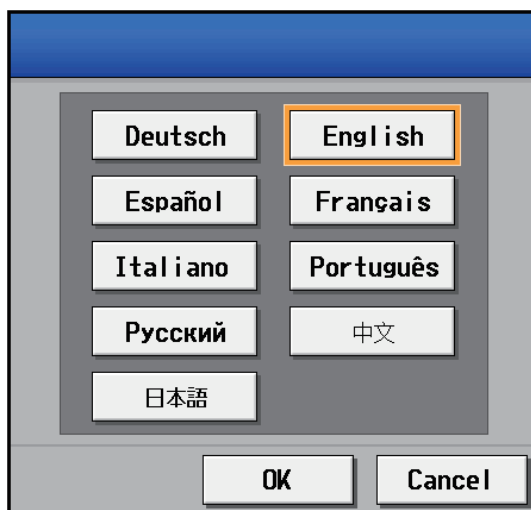 Deutsch English
Español Français
Italiano Português
Русский 中文
日本語
OK Cancel